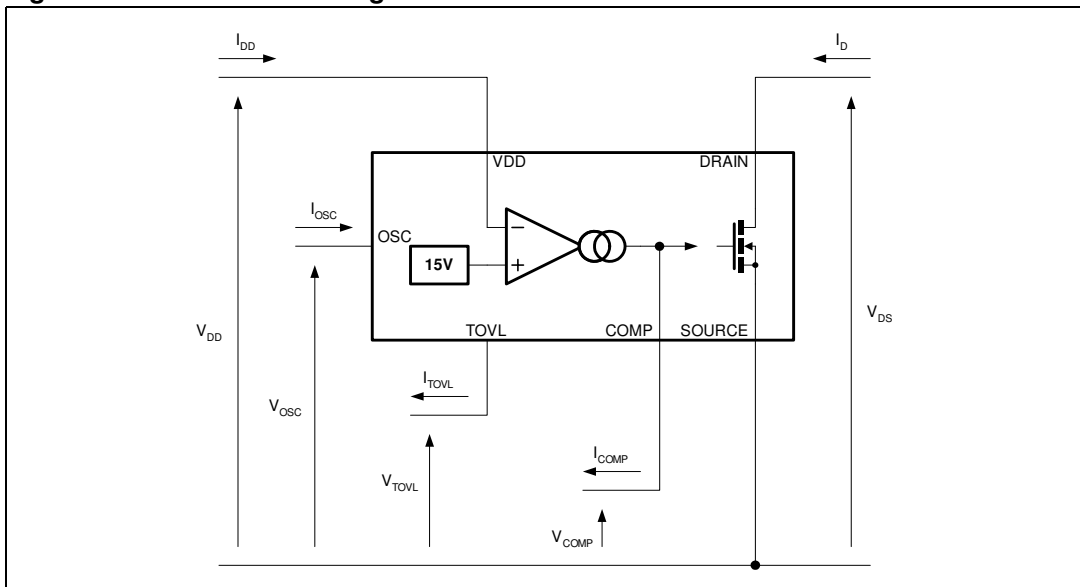 I_DD
I_D
VDD
DRAIN
I_OSC
OSC
−
15V
+
TOVL
COMP
SOURCE
V_DD
V_DS
I_TOVL
V_OSC
I_COMP
V_TOVL
V_COMP